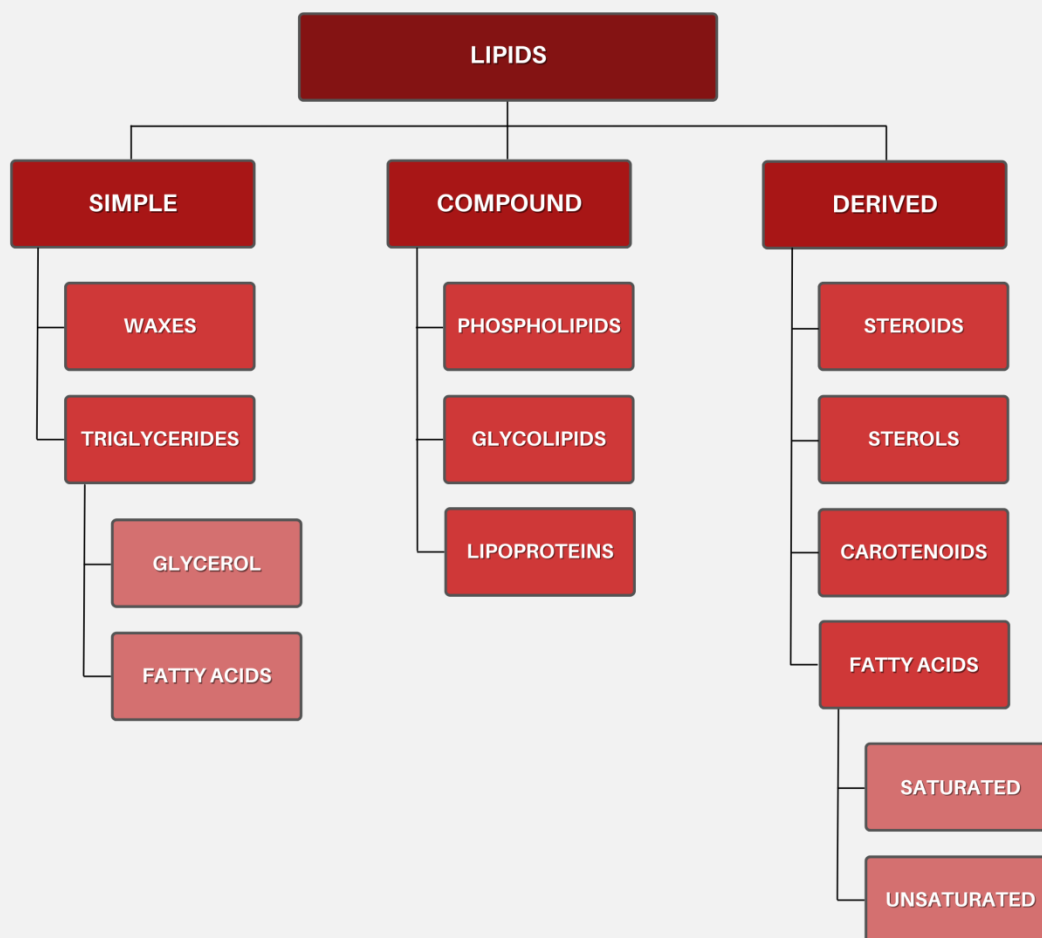 LIPIDS
SIMPLE
WAXES
TRIGLYCERIDES
GLYCEROL
FATTY ACIDS
COMPOUND
PHOSPHOLIPIDS
GLYCOLIPIDS
LIPOPROTEINS
DERIVED
STEROIDS
STEROLS
CAROTENOIDS
FATTY ACIDS
SATURATED
UNSATURATED